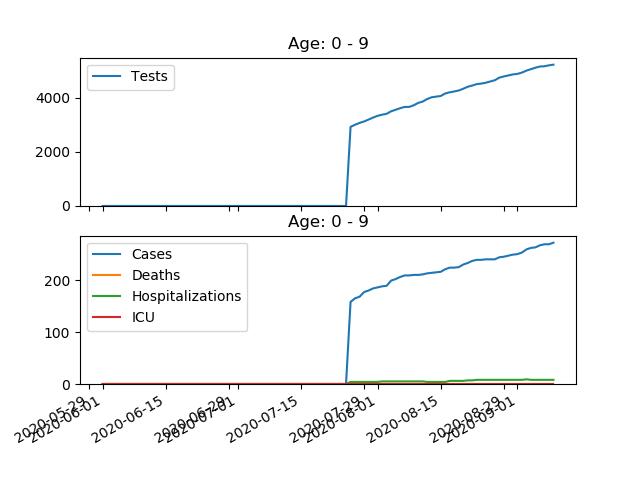 Age: 0 - 9
Tests
4000
2000
0
Age: 0 - 9
Cases
Deaths
Hospitalizations
ICU
200
100
0
2020-05-29
2020-06-01
2020-06-15
2020-06-29
2020-07-01
2020-07-15
2020-07-29
2020-08-01
2020-08-15
2020-08-29
2020-09-01